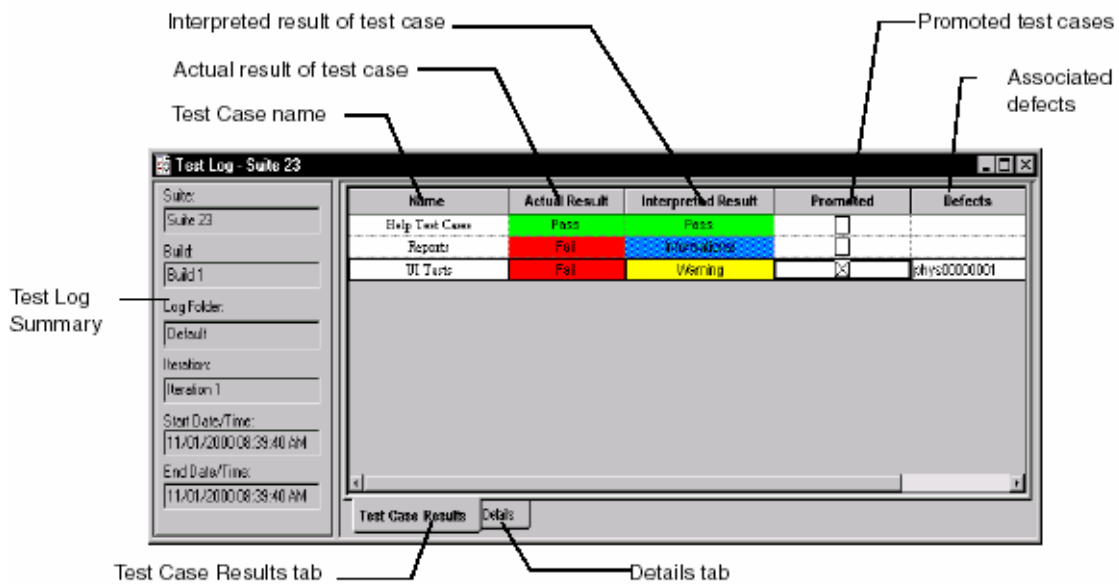 Interpreted result of test case
Promoted test cases
Actual result of test case
Associated
defects
Test Case name
Test Log - Suite 23
Suite:
Suite 23
Build:
Build 1
Log Folder:
Default
Iteration:
Iteration 1
Start Date/Time:
11/01/2000 08:39:40 AM
End Date/Time:
11/01/2000 08:39:40 AM
Name Actual Result Interpreted Result Promoted Defects
Help Test Cases Pass Pass
Reports Fail Informational
UI Tests Fail Warning phys00000001
Test Log
Summary
Test Case Results Details
Test Case Results tab
Details tab